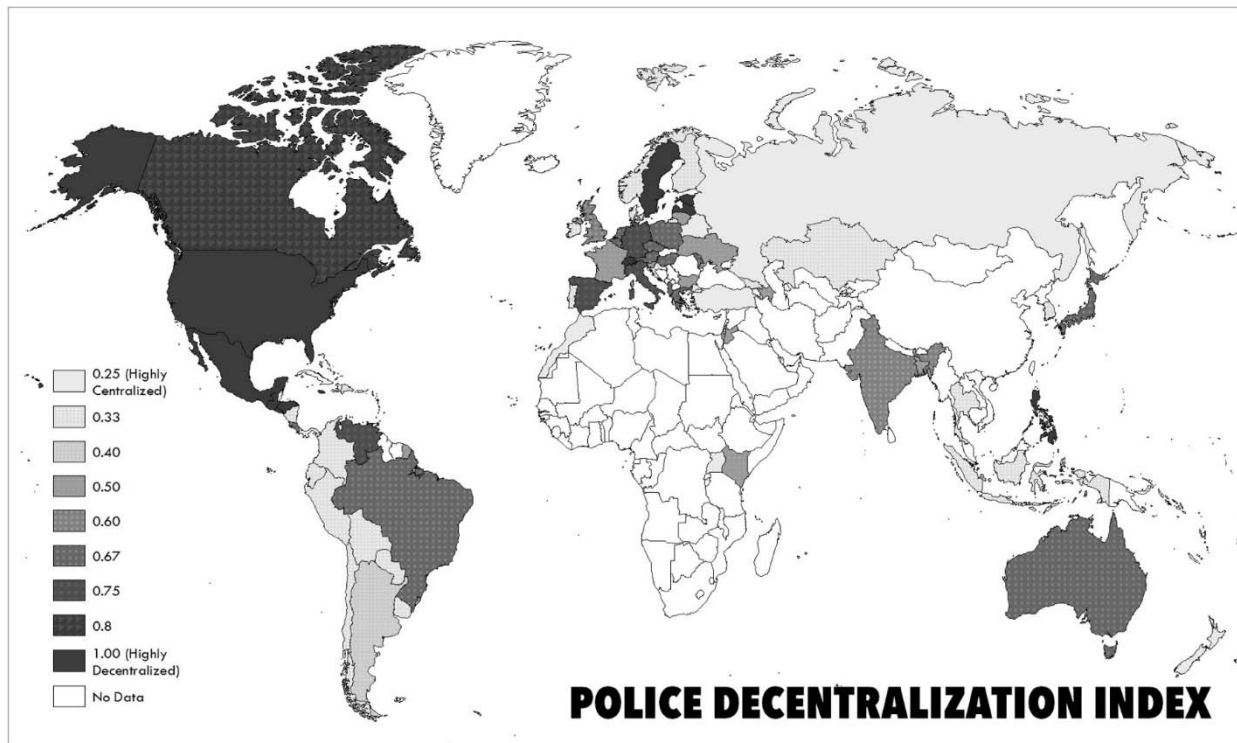 0.25 (Highly
Centralized)
0.33
0.40
0.50
0.60
0.67
0.75
0.8
1.00 (Highly
Decentralized)
No Data
POLICE DECENTRALIZATION INDEX